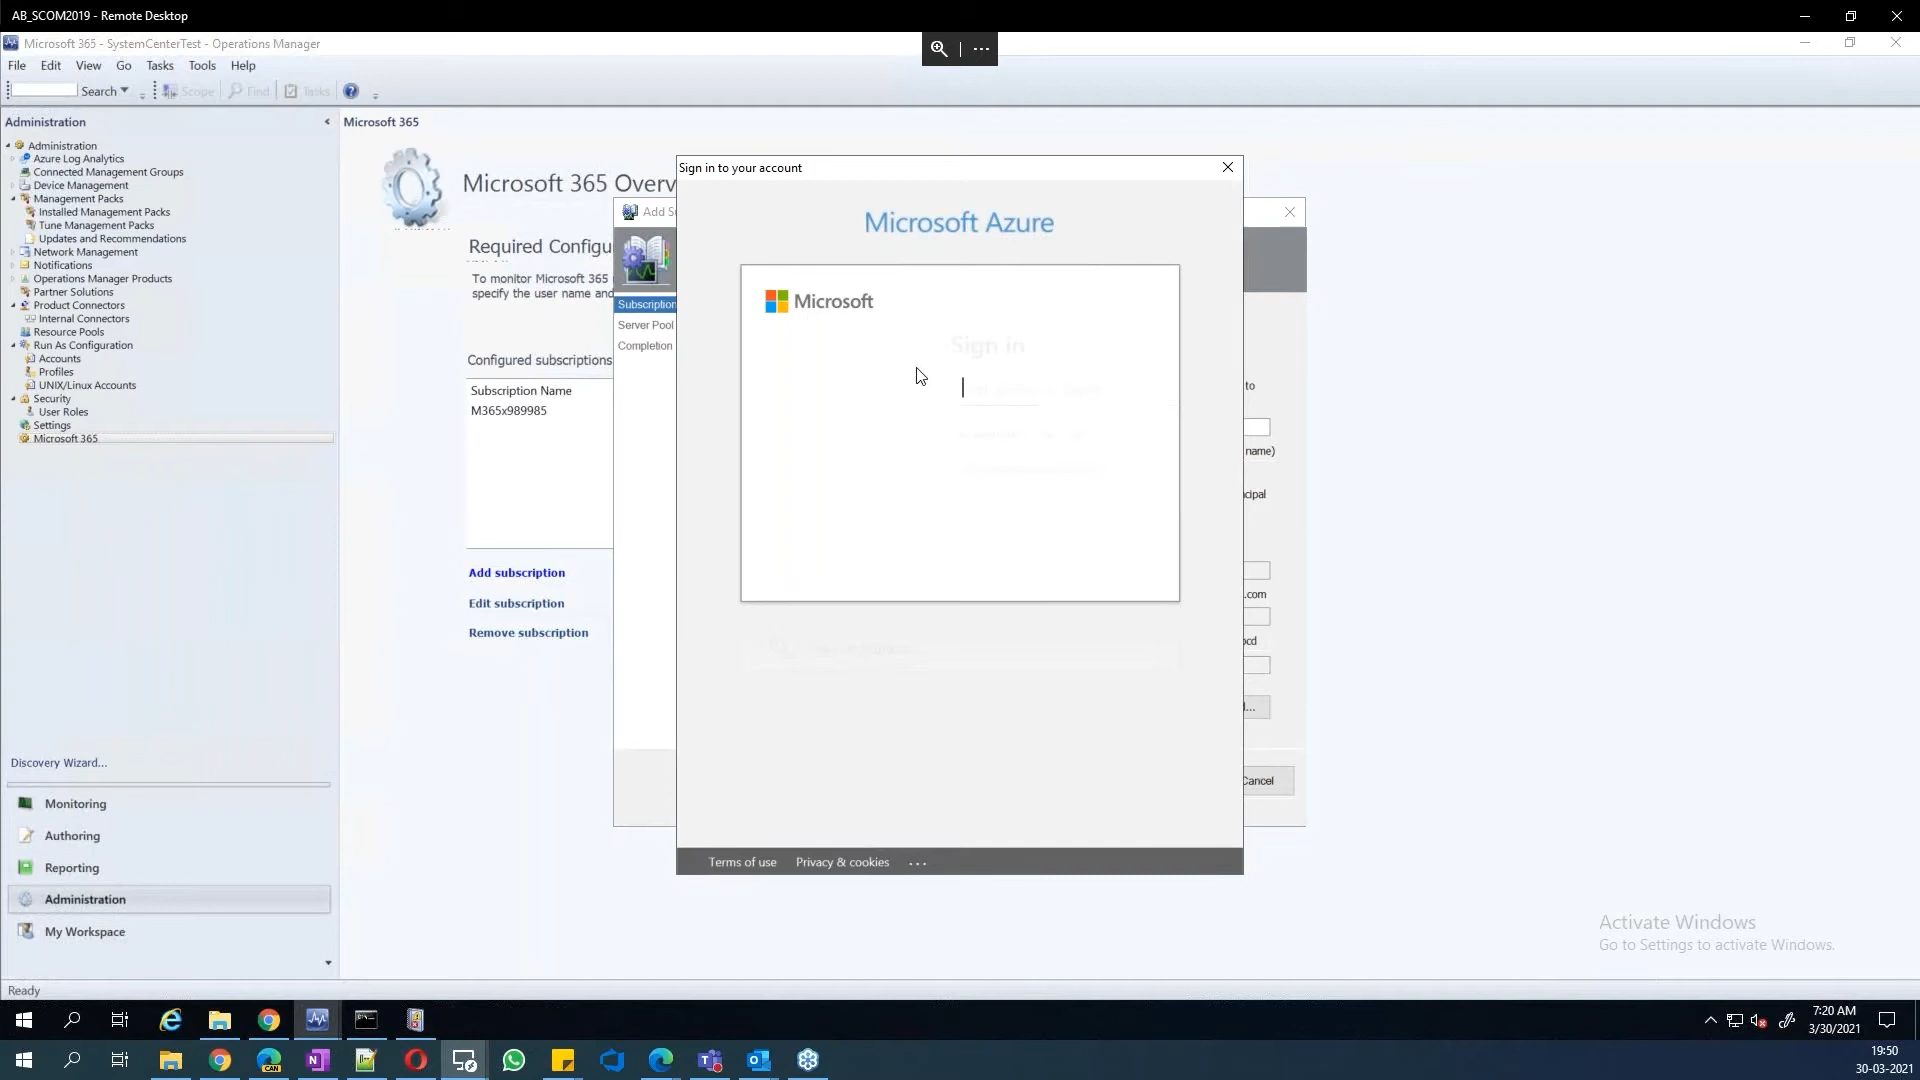 AB_SCOM2019 - Remote Desktop
Microsoft 365 - SystemCenterTest - Operations Manager
File Edit View Go Tasks Tools Help
Search Scope Find Tasks
Administration
Administration
Azure Log Analytics
Connected Management Groups
Device Management
Management Packs
Installed Management Packs
Tune Management Packs
Updates and Recommendations
Network Management
Notifications
Operations Manager Products
Partner Solutions
Product Connectors
Internal Connectors
Resource Pools
Run As Configuration
Accounts
Profiles
UNIX/Linux Accounts
Security
User Roles
Settings
Microsoft 365
Discovery Wizard...
Monitoring
Authoring
Reporting
Administration
My Workspace
Ready
Microsoft 365
Microsoft 365 Overv
Required Configu
To monitor Microsoft 365
specify the user name and
Configured subscriptions
Subscription Name
M365x989985
Add subscription
Edit subscription
Remove subscription
Add Su
Subscription
Server Pool
Completion
to
name)
cipal
.com
ocd
...
Cancel
Sign in to your account
Microsoft Azure
Microsoft
Sign in
Terms of use Privacy & cookies ...
Activate Windows
Go to Settings to activate Windows.
7:20 AM
3/30/2021
CAN
19:50
30-03-2021